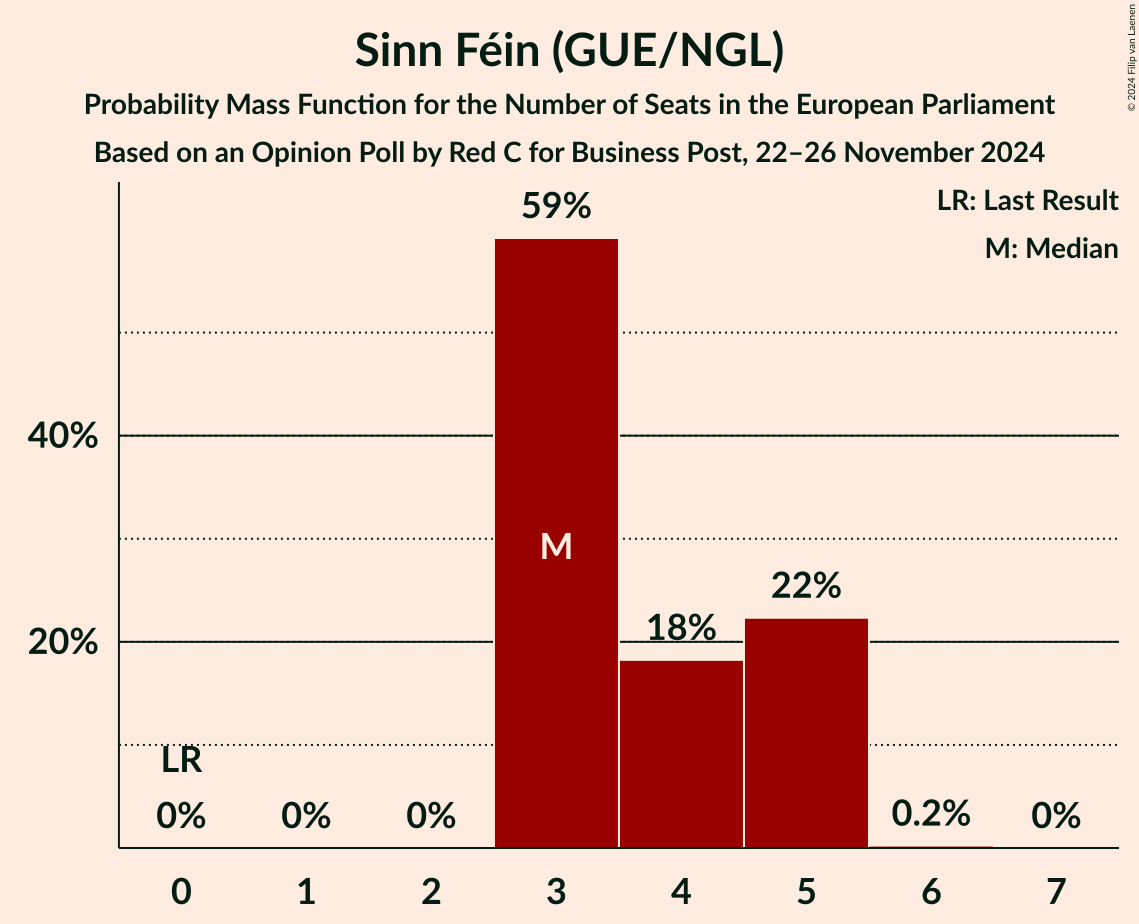 Sinn Féin (GUE/NGL)
Probability Mass Function for the Number of Seats in the European Parliament
Based on an Opinion Poll by Red C for Business Post, 22–26 November 2024
© 2024 Filip van Laenen
LR: Last Result
M: Median
59%
40%
M
22%
18%
20%
LR
0%
0%
0%
0.2%
0%
0
1
2
3
4
5
6
7